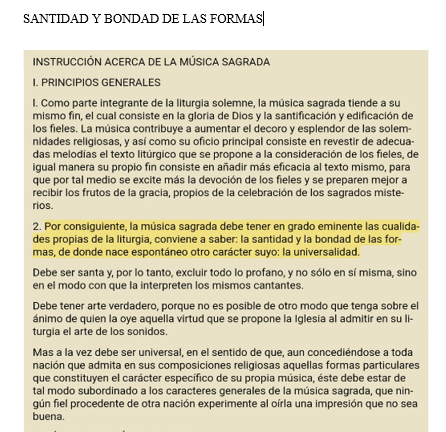 SANTIDAD Y BONDAD DE LAS FORMAS
INSTRUCCIÓN ACERCA DE LA MÚSICA SAGRADA
I. PRINCIPIOS GENERALES
I. Como parte integrante de la liturgia solemne, la música sagrada tiende a su
mismo fin, el cual consiste en la gloria de Dios y la santificación y edificación de
los fieles. La música contribuye a aumentar el decoro y esplendor de las solem-
nidades religiosas, y así como su oficio principal consiste en revestir de adecua-
das melodías el texto litúrgico que se propone a la consideración de los fieles, de
igual manera su propio fin consiste en añadir más eficacia al texto mismo, para
que por tal medio se excite más la devoción de los fieles y se preparen mejor a
recibir los frutos de la gracia, propios de la celebración de los sagrados miste-
rios.
2. Por consiguiente, la música sagrada debe tener en grado eminente las cualida-
des propias de la liturgia, conviene a saber: la santidad y la bondad de las for-
mas, de donde nace espontáneo otro carácter suyo: la universalidad.
Debe ser santa y, por lo tanto, excluir todo lo profano, y no sólo en sí misma, sino
en el modo con que la interpreten los mismos cantantes.
Debe tener arte verdadero, porque no es posible de otro modo que tenga sobre el
ánimo de quien la oye aquella virtud que se propone la Iglesia al admitir en su li-
turgia el arte de los sonidos.
Mas a la vez debe ser universal, en el sentido de que, aun concediéndose a toda
nación que admita en sus composiciones religiosas aquellas formas particulares
que constituyen el carácter específico de su propia música, éste debe estar de
tal modo subordinado a los caracteres generales de la música sagrada, que nin-
gún fiel procedente de otra nación experimente al oírla una impresión que no sea
buena.